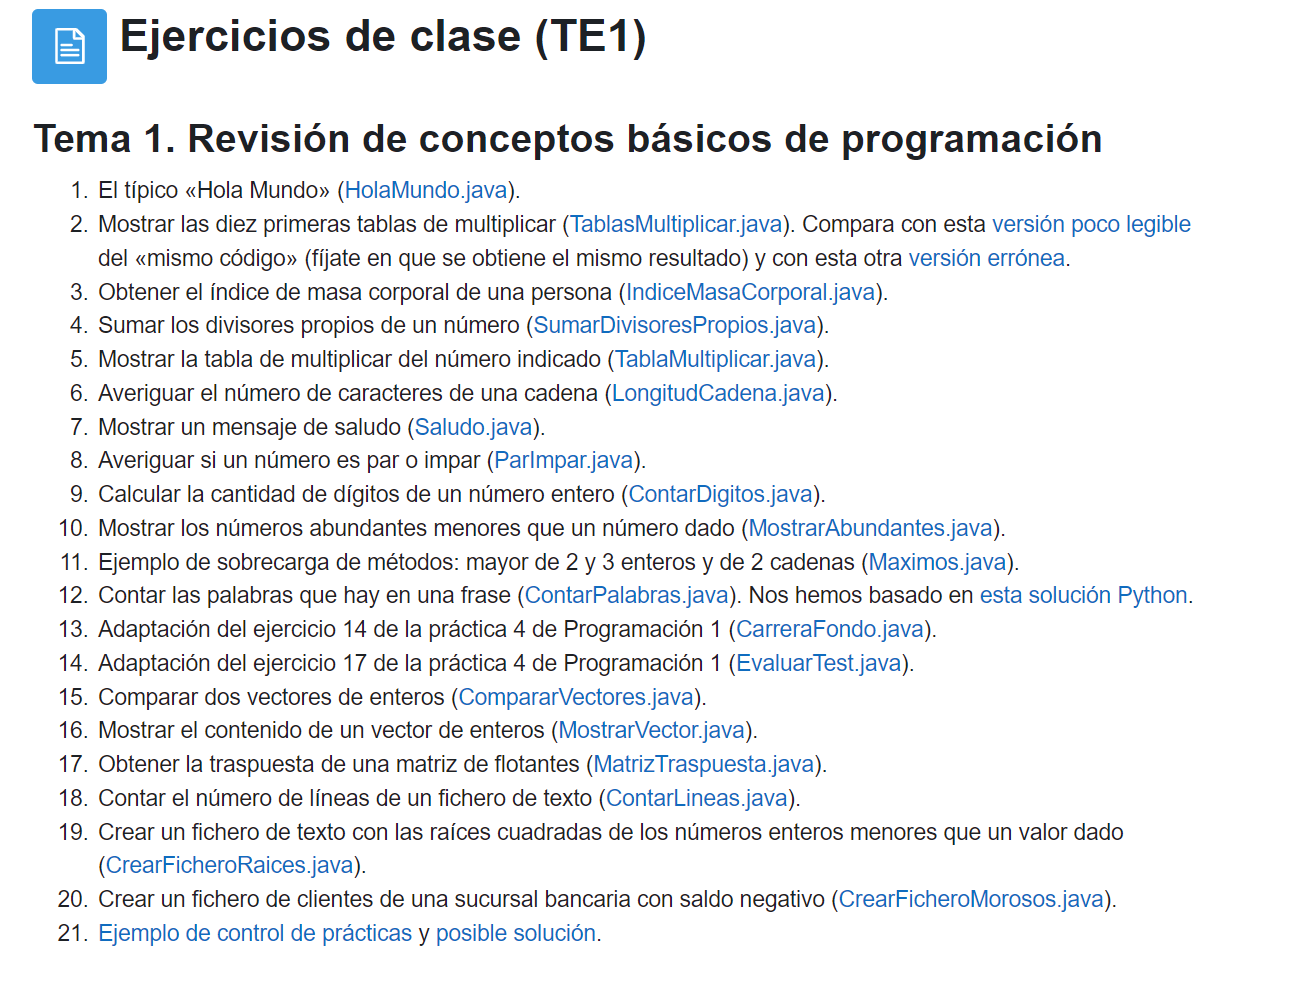 Ejercicios de clase (TE1)
Tema 1. Revisión de conceptos básicos de programación
1. El típico «Hola Mundo» (HolaMundo.java).
2. Mostrar las diez primeras tablas de multiplicar (TablasMultiplicar.java). Compara con esta versión poco legible
del «mismo código» (fíjate en que se obtiene el mismo resultado) y con esta otra versión errónea.
3. Obtener el índice de masa corporal de una persona (IndiceMasaCorporal.java).
4. Sumar los divisores propios de un número (SumarDivisoresPropios.java).
5. Mostrar la tabla de multiplicar del número indicado (TablaMultiplicar.java).
6. Averiguar el número de caracteres de una cadena (LongitudCadena.java).
7. Mostrar un mensaje de saludo (Saludo.java).
8. Averiguar si un número es par o impar (ParImpar.java).
9. Calcular la cantidad de dígitos de un número entero (ContarDigitos.java).
10. Mostrar los números abundantes menores que un número dado (MostrarAbundantes.java).
11. Ejemplo de sobrecarga de métodos: mayor de 2 y 3 enteros y de 2 cadenas (Maximos.java).
12. Contar las palabras que hay en una frase (ContarPalabras.java). Nos hemos basado en esta solución Python.
13. Adaptación del ejercicio 14 de la práctica 4 de Programación 1 (CarreraFondo.java).
14. Adaptación del ejercicio 17 de la práctica 4 de Programación 1 (EvaluarTest.java).
15. Comparar dos vectores de enteros (CompararVectores.java).
16. Mostrar el contenido de un vector de enteros (MostrarVector.java).
17. Obtener la traspuesta de una matriz de flotantes (MatrizTraspuesta.java).
18. Contar el número de líneas de un fichero de texto (ContarLineas.java).
19. Crear un fichero de texto con las raíces cuadradas de los números enteros menores que un valor dado
(CrearFicheroRaices.java).
20. Crear un fichero de clientes de una sucursal bancaria con saldo negativo (CrearFicheroMorosos.java).
21. Ejemplo de control de prácticas y posible solución.